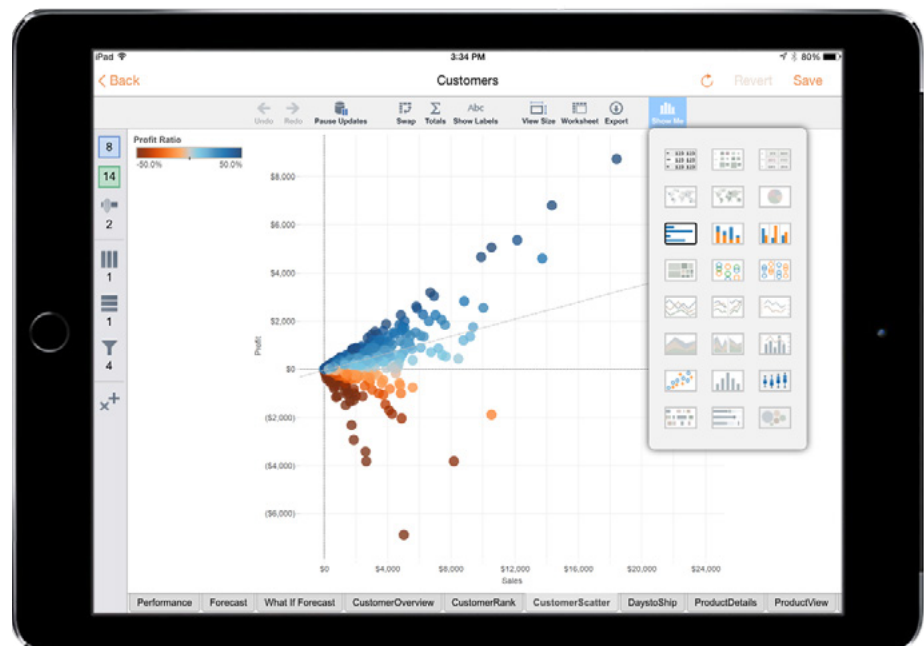 iPad 3:34 PM 80%
Back Customers Revert Save
Undo Redo Pause Updates Swap Totals Abc Show Labels View Size Worksheet Export Show Me
8
14
2
1
1
4
Profit Ratio
-50.0% 50.0%
$8,000
$6,000
$4,000
$2,000
$0
($2,000)
($4,000)
($6,000)
Profit
$0 $4,000 $8,000 $12,000 $16,000 $20,000 $24,000
Sales
Performance Forecast What If Forecast CustomerOverview CustomerRank CustomerScatter DaystoShip ProductDetails ProductView